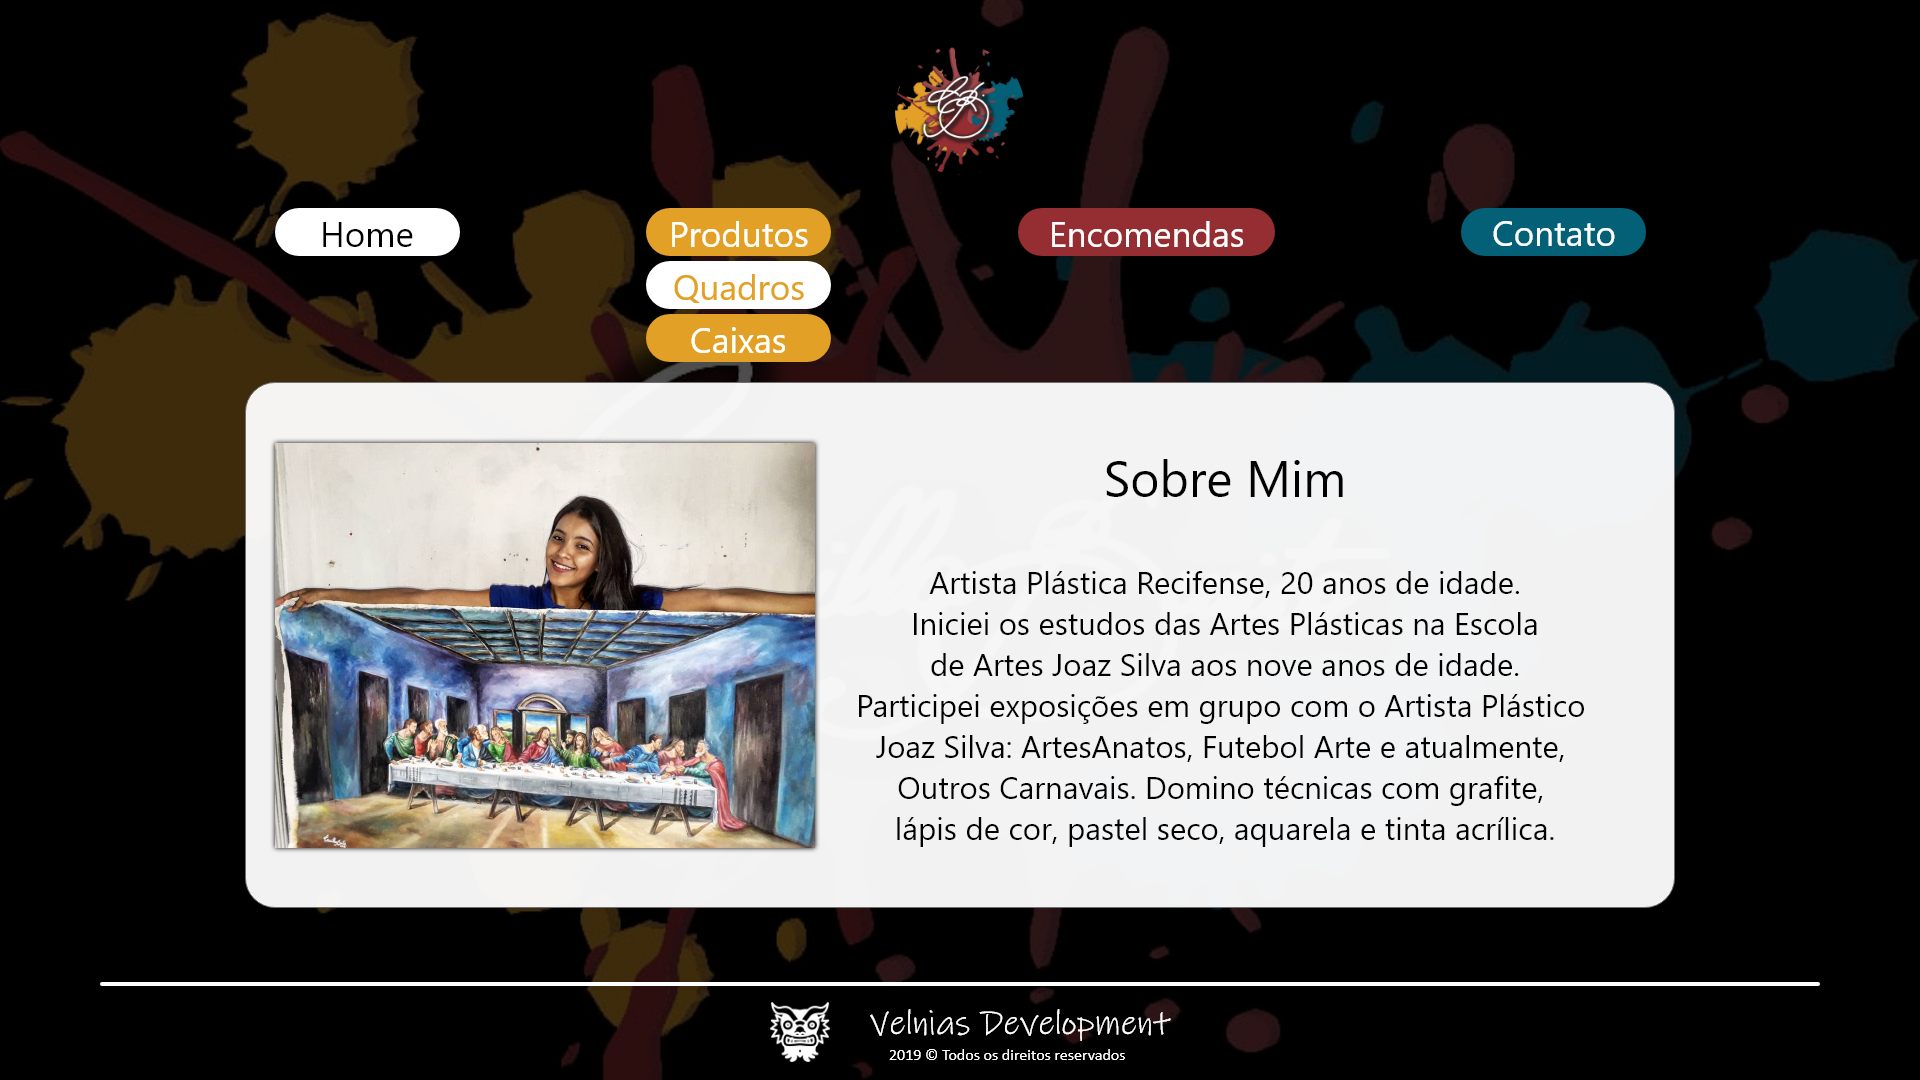 Home
Produtos
Encomendas
Contato
Quadros
Caixas
Sobre Mim
Artista Plástica Recifense, 20 anos de idade.
Iniciei os estudos das Artes Plásticas na Escola
de Artes Joaz Silva aos nove anos de idade.
Participei exposições em grupo com o Artista Plástico
Joaz Silva: ArtesAnatos, Futebol Arte e atualmente,
Outros Carnavais. Domino técnicas com grafite,
lápis de cor, pastel seco, aquarela e tinta acrílica.
Velnias Development
2019 © Todos os direitos reservados